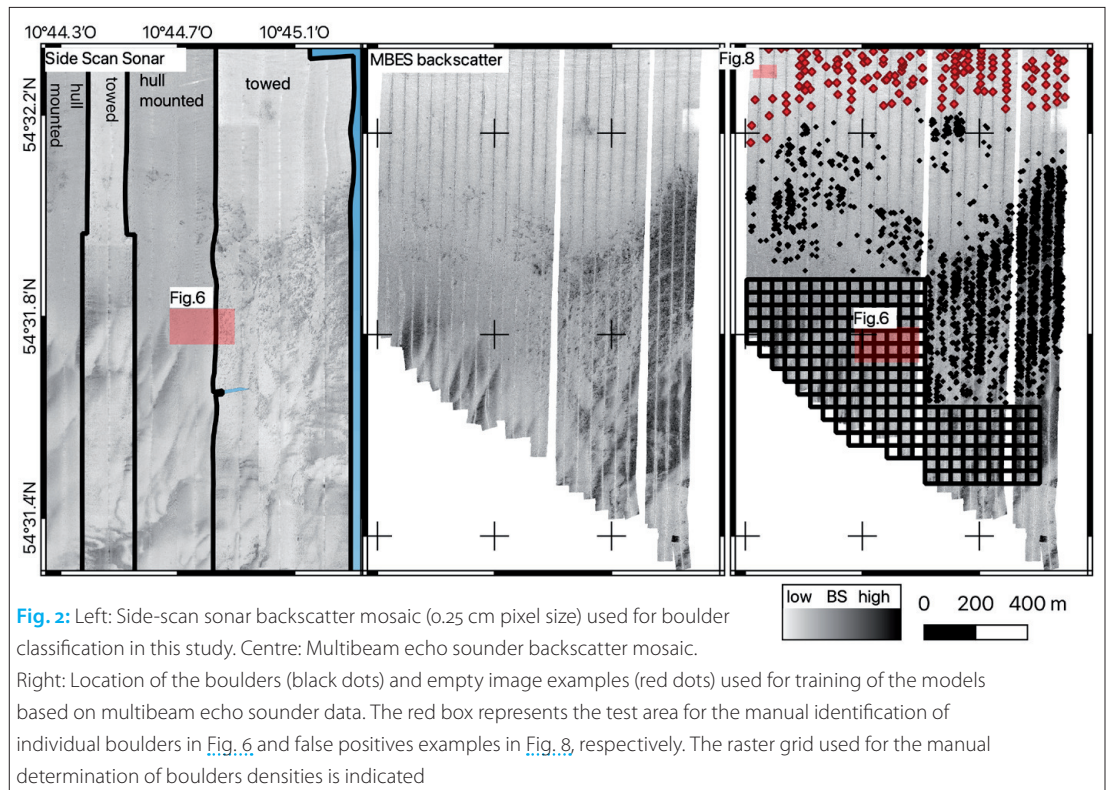 10°44.3'O 10°44.7'O 10°45.1'O
Side Scan Sonar
MBES backscatter
Fig.8
hull
mounted
towed
hull
mounted
towed
54°32.2'N
54°31.8'N
54°31.4'N
Fig.6
Fig.6
low BS high
0 200 400 m
Fig. 2: Left: Side-scan sonar backscatter mosaic (0.25 cm pixel size) used for boulder
classification in this study. Centre: Multibeam echo sounder backscatter mosaic.
Right: Location of the boulders (black dots) and empty image examples (red dots) used for training of the models
based on multibeam echo sounder data. The red box represents the test area for the manual identification of
individual boulders in Fig. 6 and false positives examples in Fig. 8, respectively. The raster grid used for the manual
determination of boulders densities is indicated